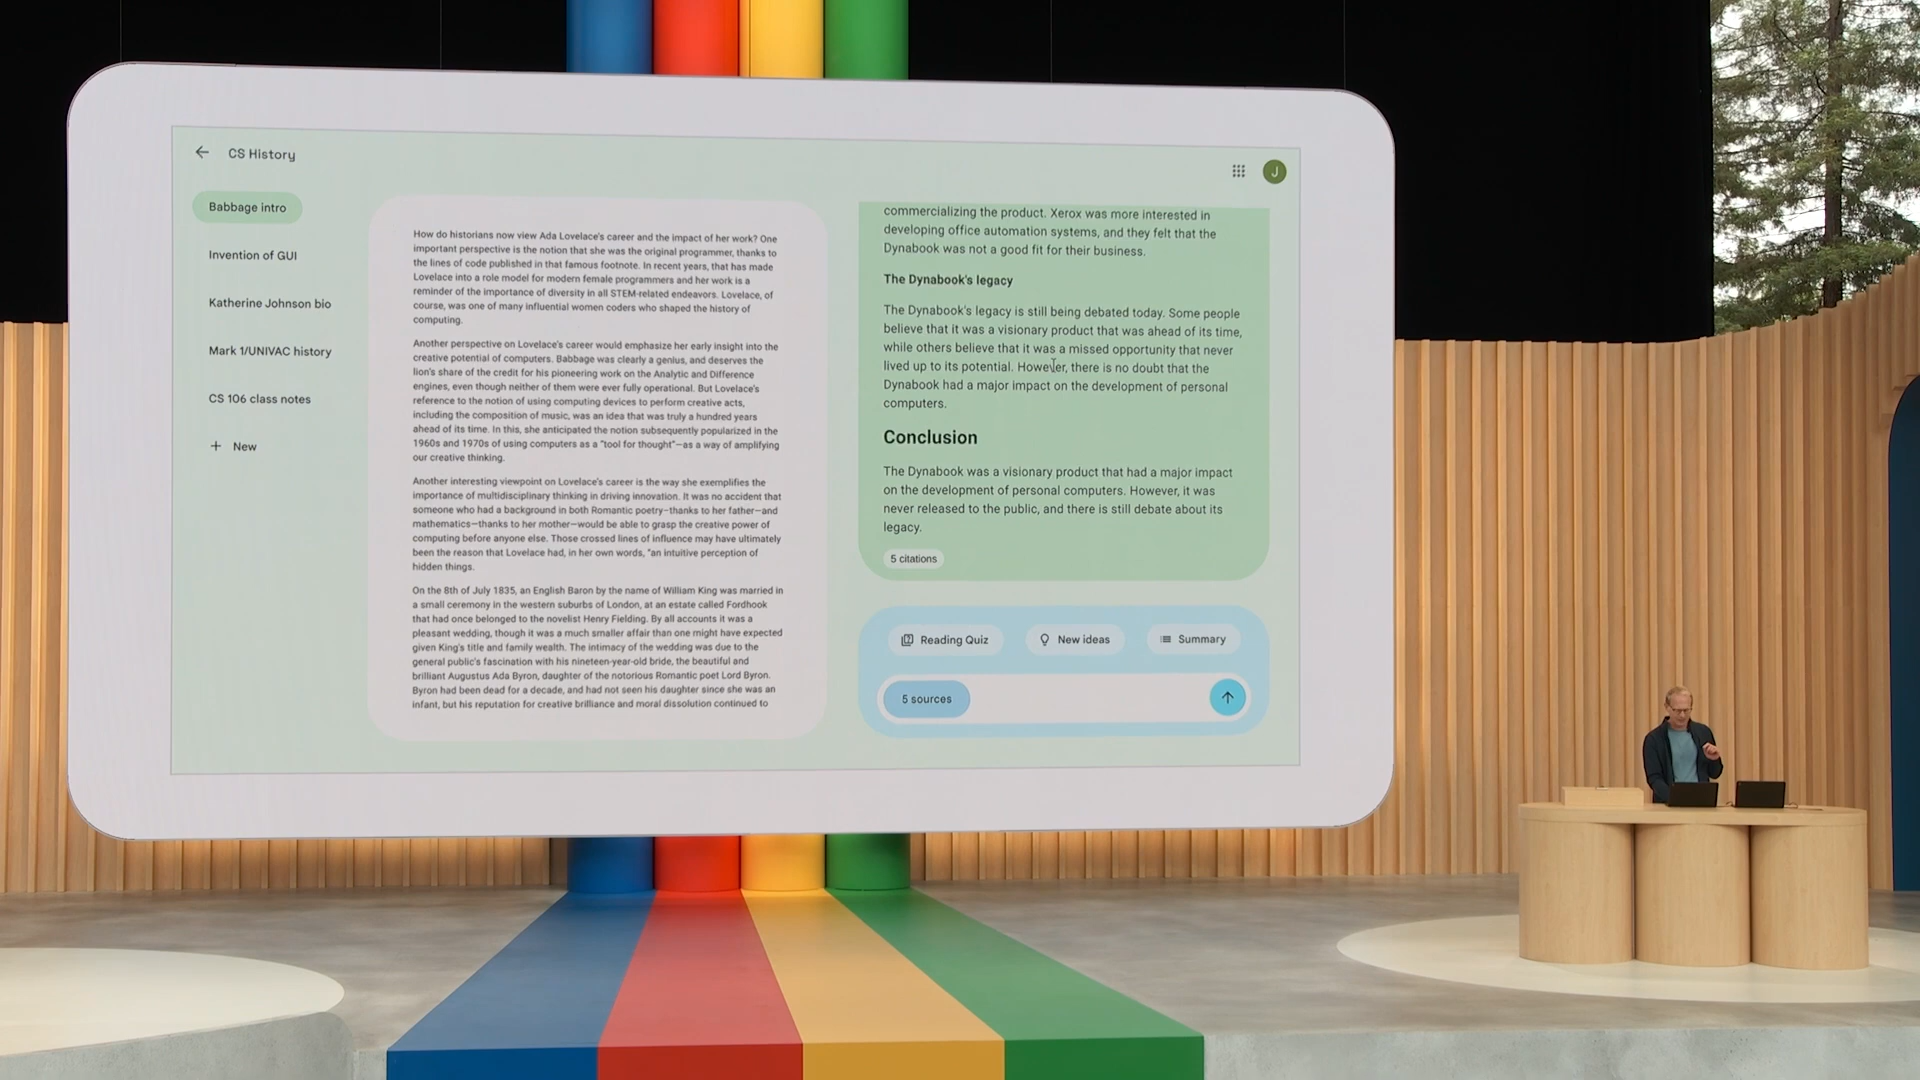 CS History
J
Babbage intro
Invention of GUI
Katherine Johnson bio
Mark 1/UNIVAC history
CS 106 class notes
+ New
How do historians now view Ada Lovelace's career and the impact of her work? One
important perspective is the notion that she was the original programmer, thanks to
the lines of code published in that famous footnote. In recent years, that has made
Lovelace into a role model for modern female programmers and her work is a
reminder of the importance of diversity in all STEM-related endeavors. Lovelace, of
course, was one of many influential women coders who shaped the history of
computing.
Another perspective on Lovelace's career would emphasize her early insight into the
creative potential of computers. Babbage was clearly a genius, and deserves the
lion's share of the credit for his pioneering work on the Analytic and Difference
engines, even though neither of them were ever fully operational. But Lovelace's
reference to the notion of using computing devices to perform creative acts,
including the composition of music, was an idea that was truly a hundred years
ahead of its time. In this, she anticipated the notion subsequently popularized in the
1960s and 1970s of using computers as a "tool for thought"—as a way of amplifying
our creative thinking.
Another interesting viewpoint on Lovelace's career is the way she exemplifies the
importance of multidisciplinary thinking in driving innovation. It was no accident that
someone who had a background in both Romantic poetry—thanks to her father—and
mathematics—thanks to her mother—would be able to grasp the creative power of
computing before anyone else. Those crossed lines of influence may have ultimately
been the reason that Lovelace had, in her own words, "an intuitive perception of
hidden things.
On the 8th of July 1835, an English Baron by the name of William King was married in
a small ceremony in the western suburbs of London, at an estate called Fordhook
that had once belonged to the novelist Henry Fielding. By all accounts it was a
pleasant wedding, though it was a much smaller affair than one might have expected
given King's title and family wealth. The intimacy of the wedding was due to the
general public's fascination with his nineteen-year-old bride, the beautiful and
brilliant Augustus Ada Byron, daughter of the notorious Romantic poet Lord Byron.
Byron had been dead for a decade, and had not seen his daughter since she was an
infant, but his reputation for creative brilliance and moral dissolution continued to
commercializing the product. Xerox was more interested in
developing office automation systems, and they felt that the
Dynabook was not a good fit for their business.
The Dynabook's legacy
The Dynabook's legacy is still being debated today. Some people
believe that it was a visionary product that was ahead of its time,
while others believe that it was a missed opportunity that never
lived up to its potential. However, there is no doubt that the
Dynabook had a major impact on the development of personal
computers.
Conclusion
The Dynabook was a visionary product that had a major impact
on the development of personal computers. However, it was
never released to the public, and there is still debate about its
legacy.
5 citations
Reading Quiz
New ideas
Summary
5 sources